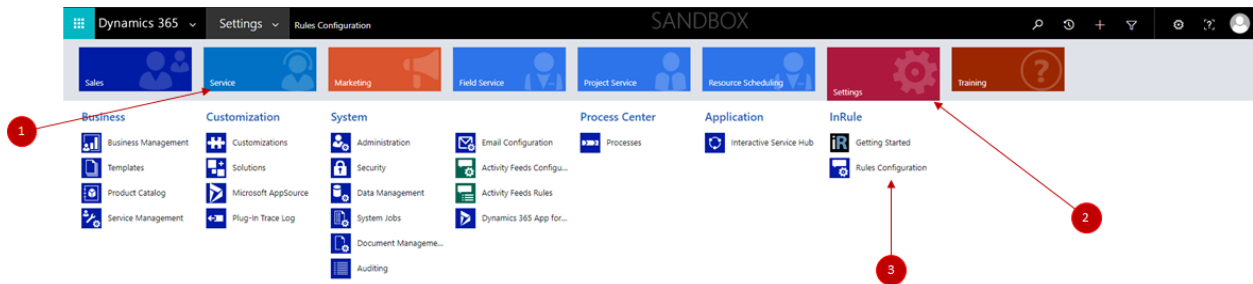 Dynamics 365 Settings Rules Configuration SANDBOX
Sales Service Marketing Field Service Project Service Resource Scheduling Settings Training
1
Business Customization System Process Center Application InRule
Business Management Customizations Administration Email Configuration Processes Interactive Service Hub iR Getting Started
Templates Solutions Security Activity Feeds Configu... Rules Configuration
Product Catalog Microsoft AppSource Data Management Activity Feeds Rules
Service Management Plug-In Trace Log System Jobs Dynamics 365 App for...
2
Document Manageme...
Auditing
3